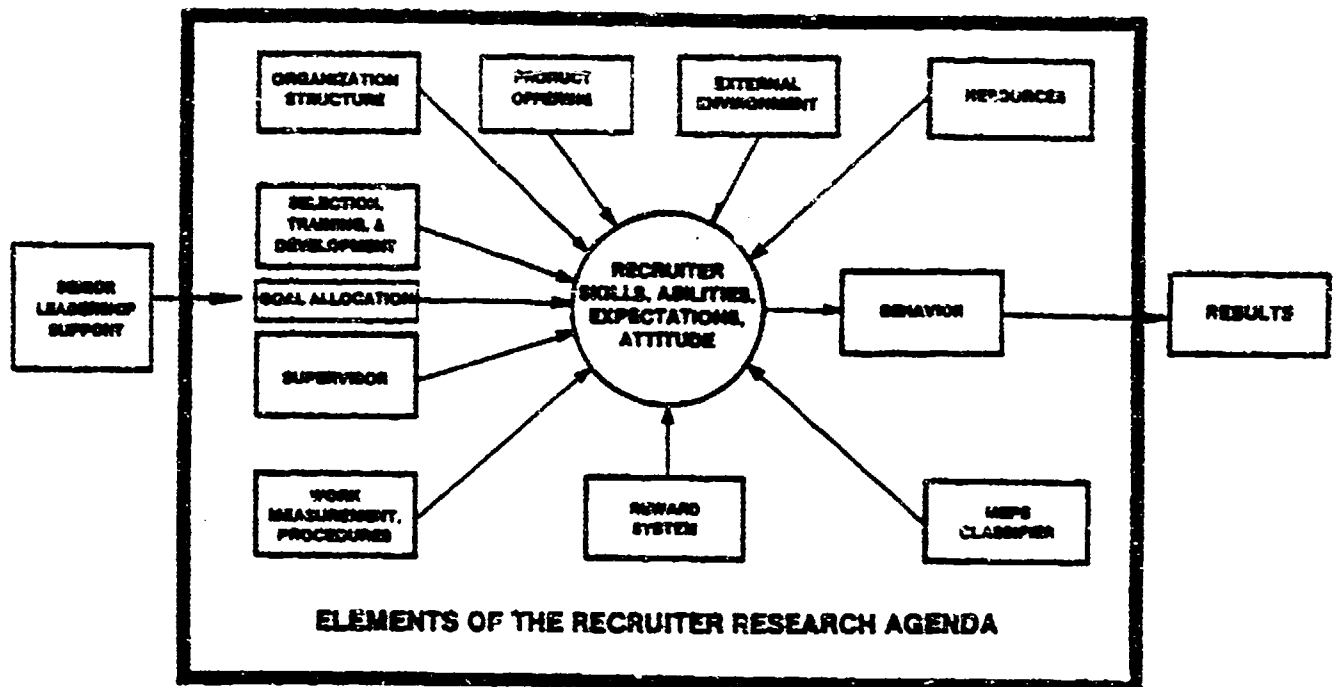 ORGANIZATION
STRUCTURE
PRODUCT
OFFERING
EXTERNAL
ENVIRONMENT
RESOURCES
SELECTION,
TRAINING, &
DEVELOPMENT
SENIOR
LEADERSHIP
SUPPORT
GOAL ALLOCATION
SUPERVISOR
RECRUITER
SKILLS, ABILITIES,
EXPECTATIONS,
ATTITUDE
BEHAVIOR
RESULTS
WORK
MEASUREMENT,
PROCEDURES
REWARD
SYSTEM
MEPS
CLASSIFIER
ELEMENTS OF THE RECRUITER RESEARCH AGENDA